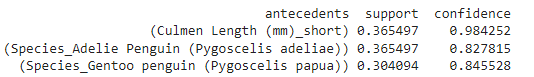 antecedents support confidence
(Culmen Length (mm)_short) 0.365497 0.984252
(Species_Adelie Penguin (Pygoscelis adeliae)) 0.365497 0.827815
(Species_Gentoo penguin (Pygoscelis papua)) 0.304094 0.845528